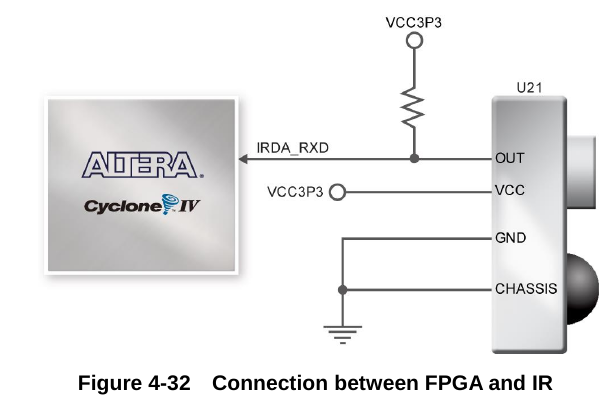 VCC3P3
U21
IRDA_RXD
OUT
ALTERA.
VCC3P3
VCC
Cyclone IV
GND
CHASSIS
Figure 4-32 Connection between FPGA and IR